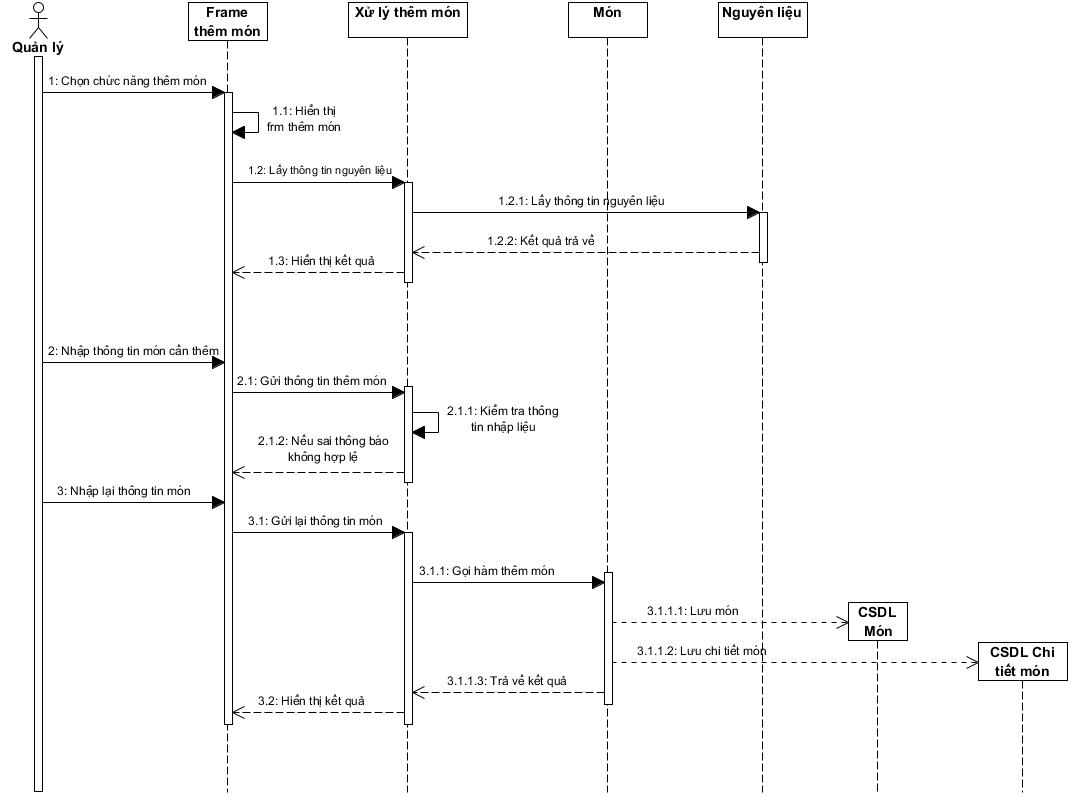 Quản lý
Frame
thêm món
Xử lý thêm món
Món
Nguyên liệu
1: Chọn chức năng thêm món
1.1: Hiển thị
frm thêm món
1.2: Lấy thông tin nguyên liệu
1.2.1: Lấy thông tin nguyên liệu
1.2.2: Kết quả trả về
1.3: Hiển thị kết quả
2: Nhập thông tin món cần thêm
2.1: Gửi thông tin thêm món
2.1.1: Kiểm tra thông
tin nhập liệu
2.1.2: Nếu sai thông báo
không hợp lệ
3: Nhập lại thông tin món
3.1: Gửi lại thông tin món
3.1.1: Gọi hàm thêm món
3.1.1.1: Lưu món
CSDL
Món
3.1.1.2: Lưu chi tiết món
CSDL Chi
tiết món
3.1.1.3: Trả về kết quả
3.2: Hiển thị kết quả